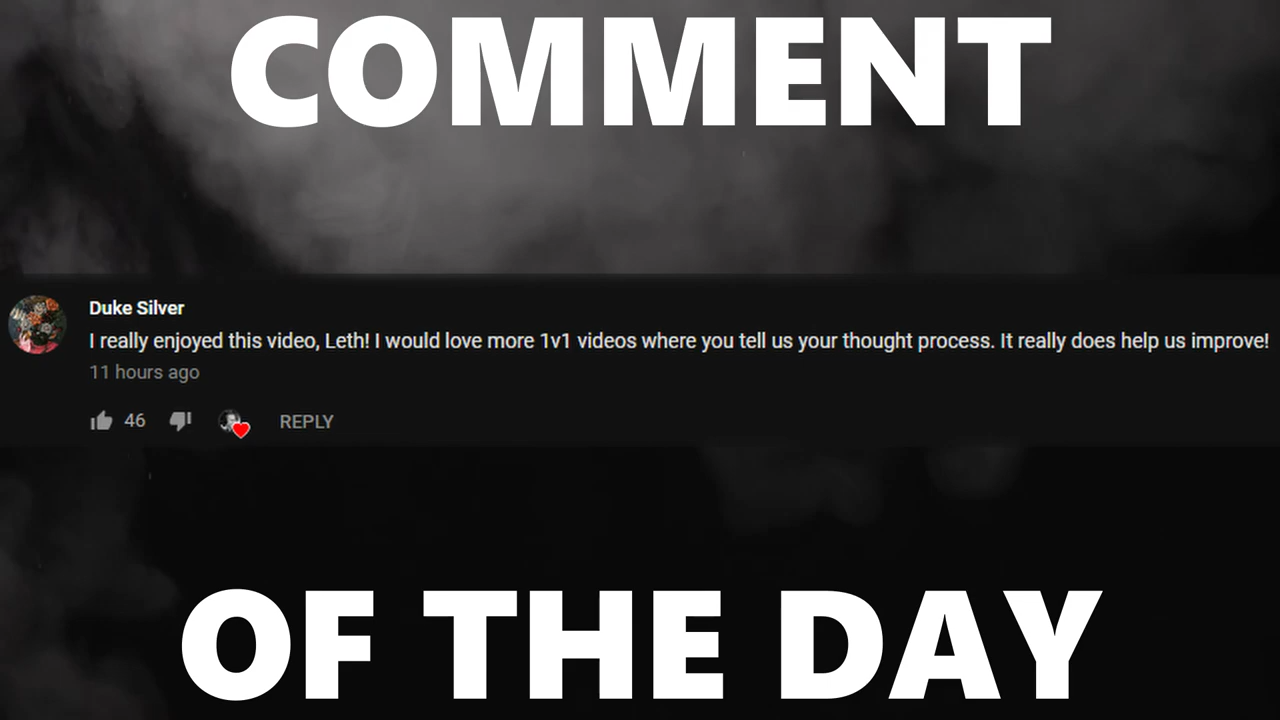 COMMENT
Duke Silver
I really enjoyed this video, Leth! I would love more 1v1 videos where you tell us your thought process. It really does help us improve!
11 hours ago
46 REPLY
OF THE DAY